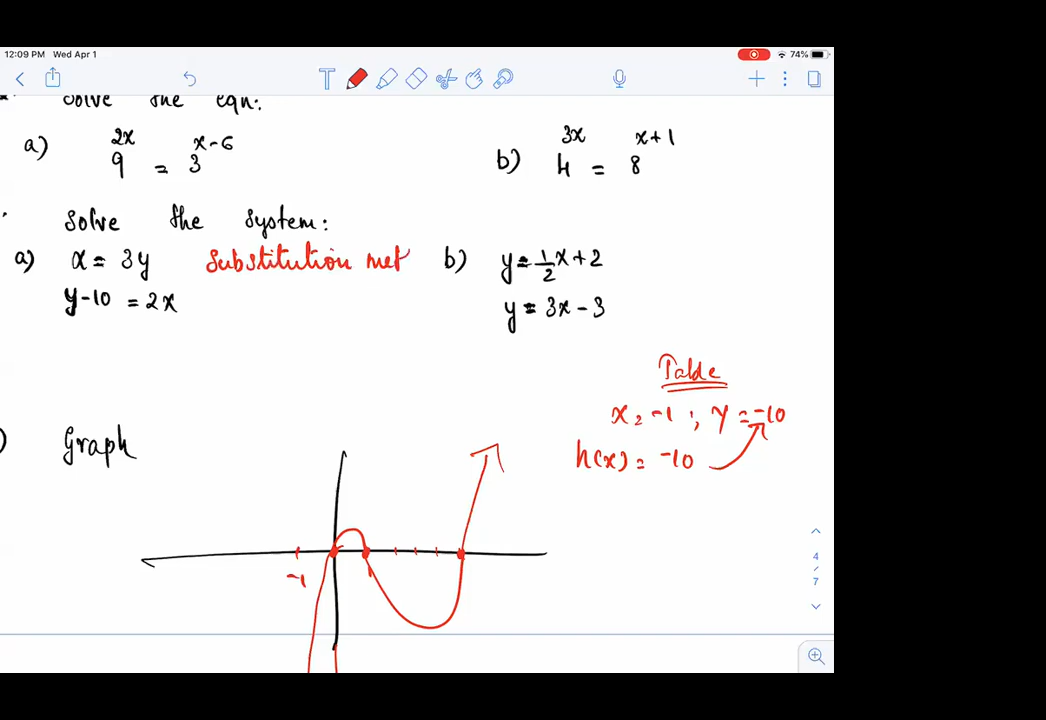 12:09 PM Wed Apr 1
74%
T
Solve the eqn:
a) 9^{2x} = 3^{x-6}
b) 4^{3x} = 8^{x+1}
Solve the system:
a) x = 3y
y-10 = 2x
Substitution met
b) y = 1/2 x + 2
y = 3x - 3
Table
x = -1 ; y = -10
h(x) = -10
) Graph
-1
1
4
/
7